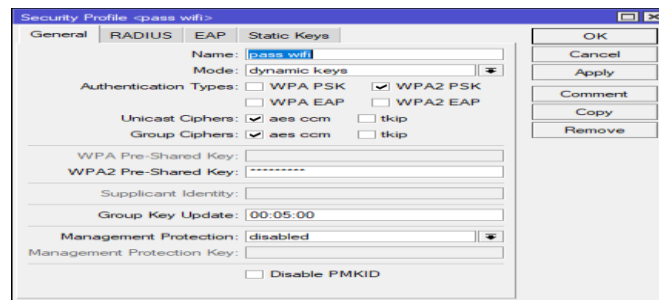 Security Profile <pass wifi>
General RADIUS EAP Static Keys
Name: pass wifi
Mode: dynamic keys
Authentication Types: WPA PSK WPA2 PSK
WPA EAP WPA2 EAP
Unicast Ciphers: aes ccm tkip
Group Ciphers: aes ccm tkip
WPA Pre-Shared Key:
WPA2 Pre-Shared Key: *********
Supplicant Identity:
Group Key Update: 00:05:00
Management Protection: disabled
Management Protection Key:
Disable PMKID
OK
Cancel
Apply
Comment
Copy
Remove